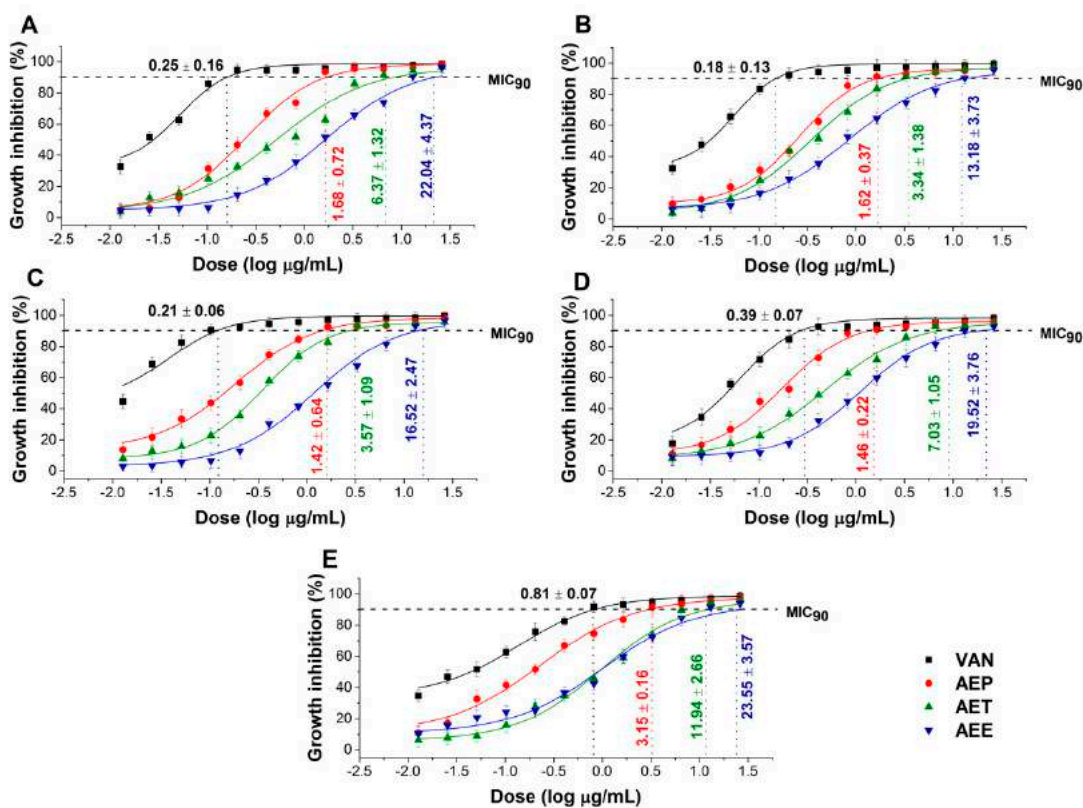 A
Growth inhibition (%)
100
80
60
40
20
0
0.25 ± 0.16
MIC90
1.68 ± 0.72
6.37 ± 1.32
22.04 ± 4.37
-2.5 -2.0 -1.5 -1.0 -0.5 0.0 0.5 1.0 1.5
Dose (log µg/mL)
B
Growth inhibition (%)
100
80
60
40
20
0
0.18 ± 0.13
MIC90
1.62 ± 0.37
3.34 ± 1.38
13.18 ± 3.73
-2.5 -2.0 -1.5 -1.0 -0.5 0.0 0.5 1.0 1.5
Dose (log µg/mL)
C
Growth inhibition (%)
100
80
60
40
20
0
0.21 ± 0.06
MIC90
1.42 ± 0.64
3.57 ± 1.09
16.52 ± 2.47
-2.5 -2.0 -1.5 -1.0 -0.5 0.0 0.5 1.0 1.5
Dose (log µg/mL)
D
Growth inhibition (%)
100
80
60
40
20
0
0.39 ± 0.07
MIC90
1.46 ± 0.22
7.03 ± 1.05
19.52 ± 3.76
-2.5 -2.0 -1.5 -1.0 -0.5 0.0 0.5 1.0 1.5
Dose (log µg/mL)
E
Growth inhibition (%)
100
80
60
40
20
0
0.81 ± 0.07
MIC90
3.15 ± 0.16
11.94 ± 2.66
23.55 ± 3.57
-2.5 -2.0 -1.5 -1.0 -0.5 0.0 0.5 1.0 1.5
Dose (log µg/mL)
VAN
AEP
AET
AEE